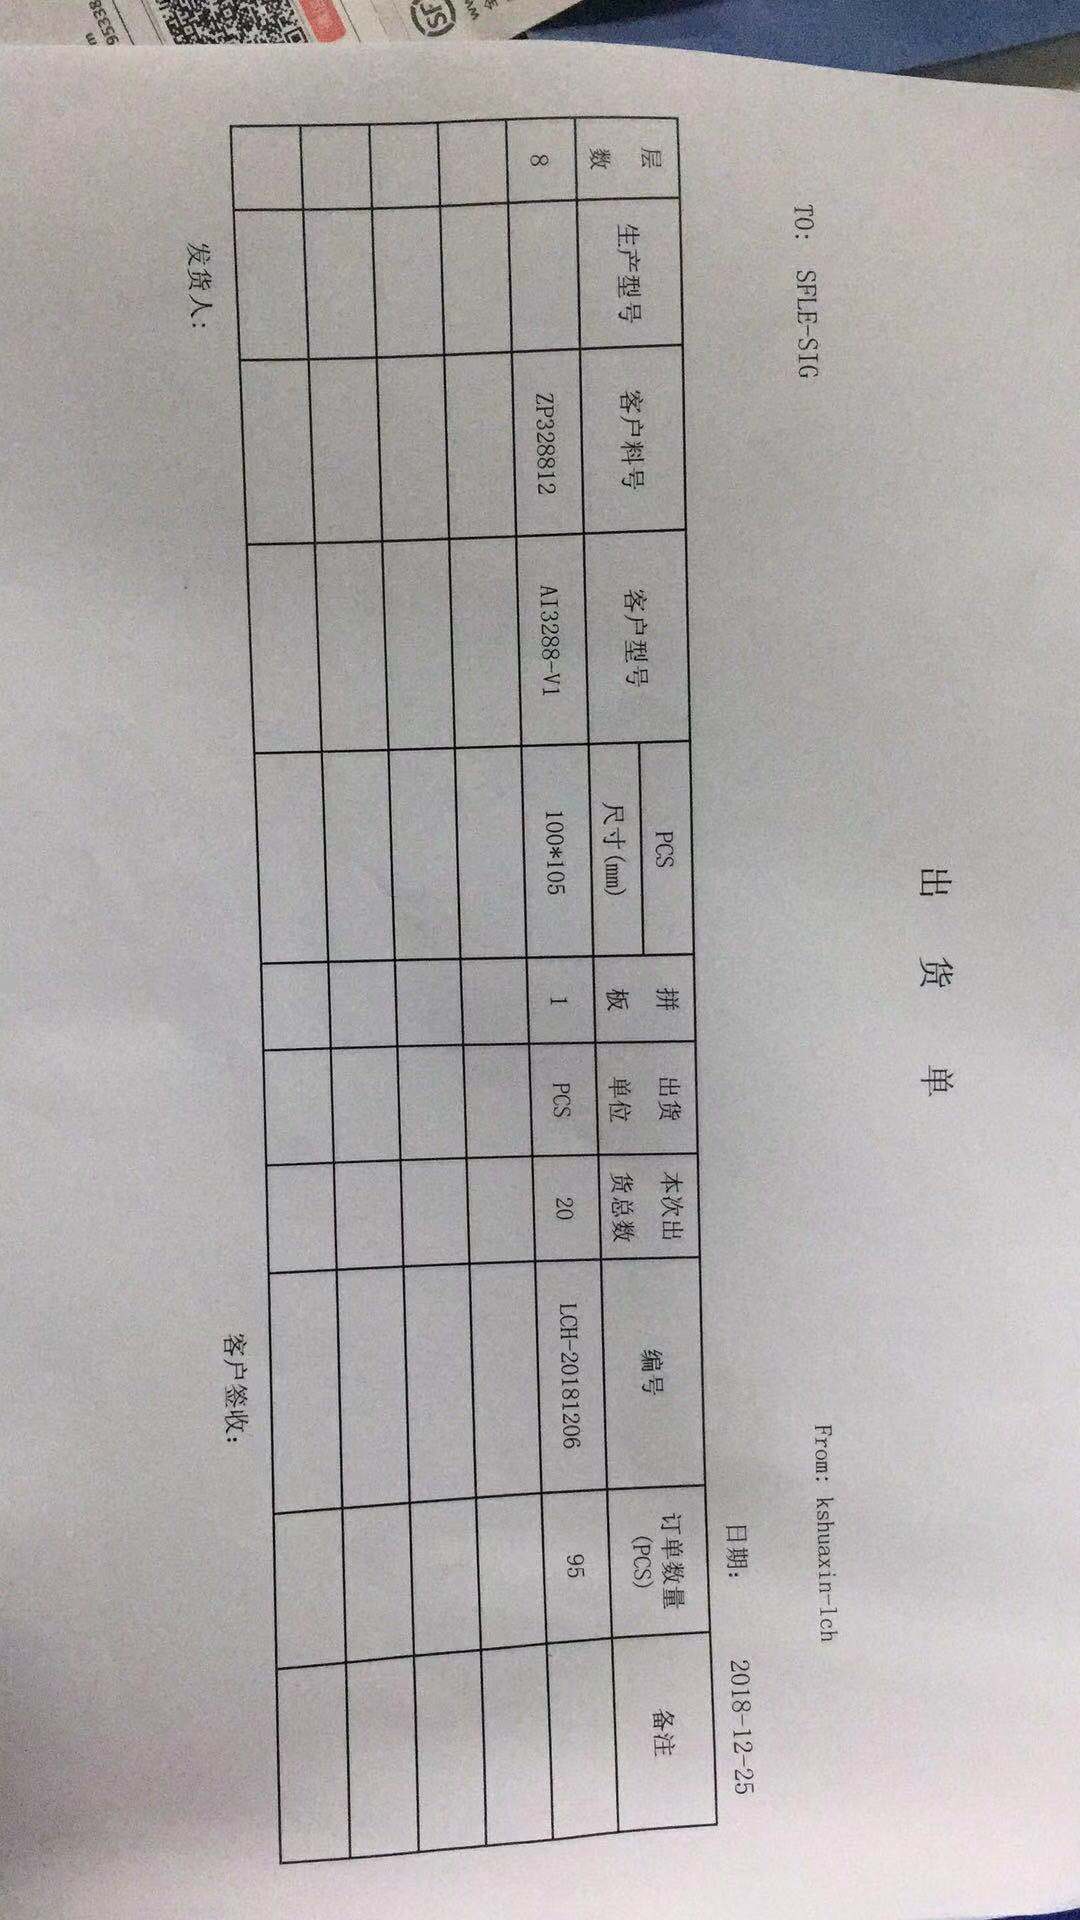 出 货 单
TO: SFLE-SIG
From: kshuaxin-lch
日期: 2018-12-25
层数 生产型号 客户料号 客户型号 PCS 尺寸(mm) 拼板 出货单位 本次出货总数 编号 订单数量(PCS) 备注
8 ZP328812 AI3288-V1 100*105 1 PCS 20 LCH-20181206 95
发货人: 客户签收:
95338
SF